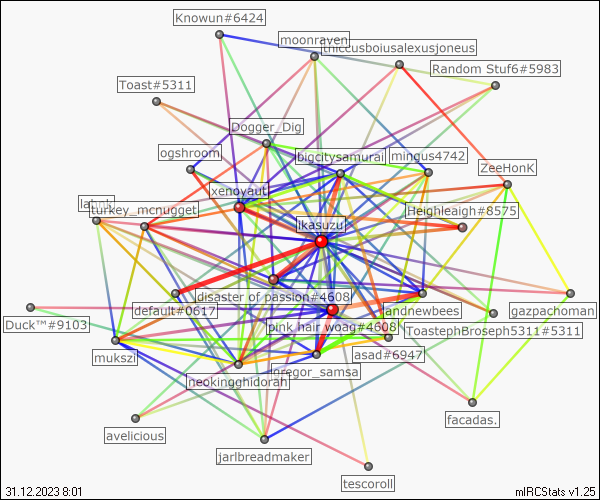 Knowun#6424
moonraven
thiccusboiusalexusjoneus
Random Stuf6#5983
Toast#5311
Dogger_Dig
ogshroom
bigcitysamurai
mingus4742
ZeeHonK
xenoyaut
turkey_mcnugget
Heighleaigh#8575
ikasuzu
disaster of passion#4608
default#0617
landnewbees
gazpachoman
Duck™#9103
pink hair woag#4608
ToastephBroseph5311#5311
mukszi
asad#6947
gregor_samsa
neokingghidorah
facadas.
avelicious
jarlbreadmaker
tescoroll
31.12.2023 8:01
mIRCStats v1.25